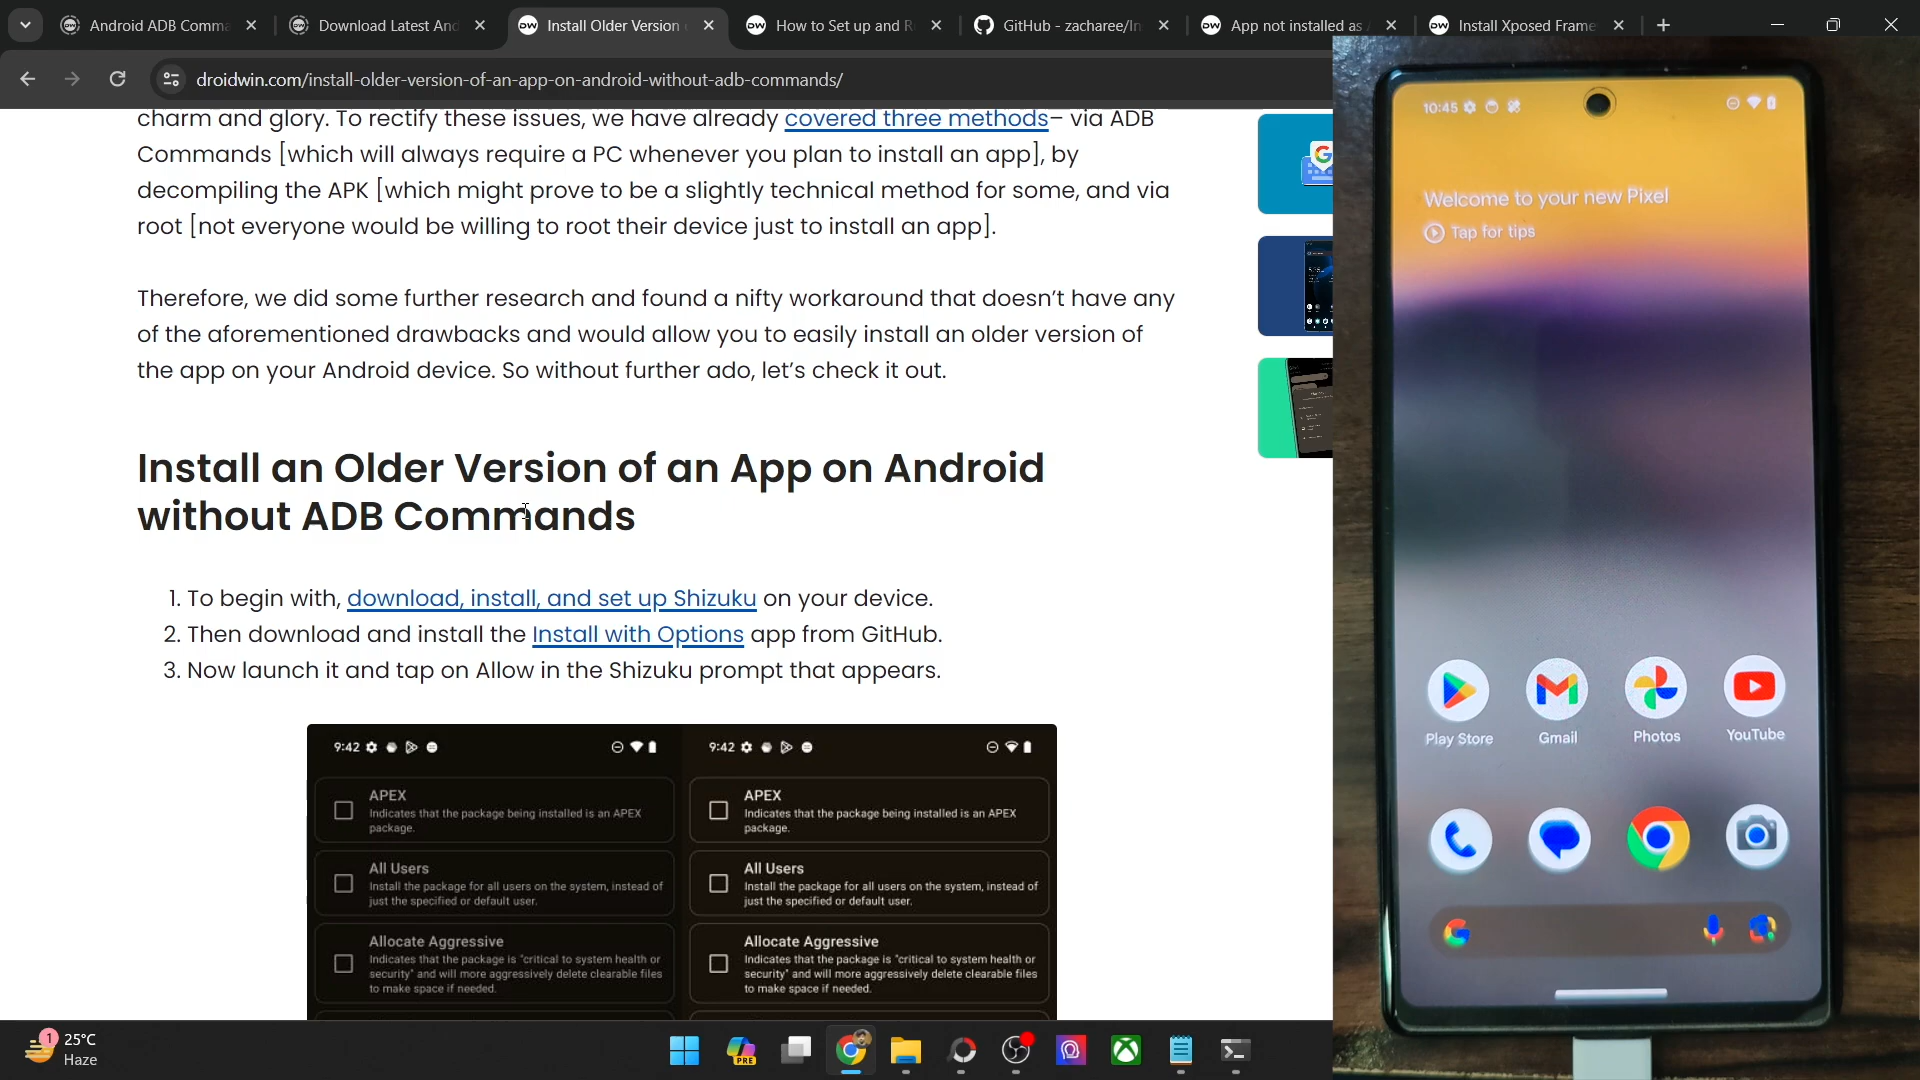 Android ADB Comma
Download Latest And
Install Older Version
How to Set up and R
GitHub - zacharee/In
App not installed as
Install Xposed Frame
droidwin.com/install-older-version-of-an-app-on-android-without-adb-commands/
charm and glory. To rectify these issues, we have already covered three methods– via ADB
Commands [which will always require a PC whenever you plan to install an app], by
decompiling the APK [which might prove to be a slightly technical method for some, and via
root [not everyone would be willing to root their device just to install an app].
Therefore, we did some further research and found a nifty workaround that doesn't have any
of the aforementioned drawbacks and would allow you to easily install an older version of
the app on your Android device. So without further ado, let's check it out.
Install an Older Version of an App on Android
without ADB Commands
1. To begin with, download, install, and set up Shizuku on your device.
2. Then download and install the Install with Options app from GitHub.
3. Now launch it and tap on Allow in the Shizuku prompt that appears.
9:42
APEX
Indicates that the package being installed is an APEX
package.
All Users
Install the package for all users on the system, instead of
just the specified or default user.
Allocate Aggressive
Indicates that the package is "critical to system health or
security" and will more aggressively delete clearable files
to make space if needed.
9:42
APEX
Indicates that the package being installed is an APEX
package.
All Users
Install the package for all users on the system, instead of
just the specified or default user.
Allocate Aggressive
Indicates that the package is "critical to system health or
security" and will more aggressively delete clearable files
to make space if needed.
10:45
Welcome to your new Pixel
Tap for tips
Play Store
Gmail
Photos
YouTube
1
25°C
Haze
PRE